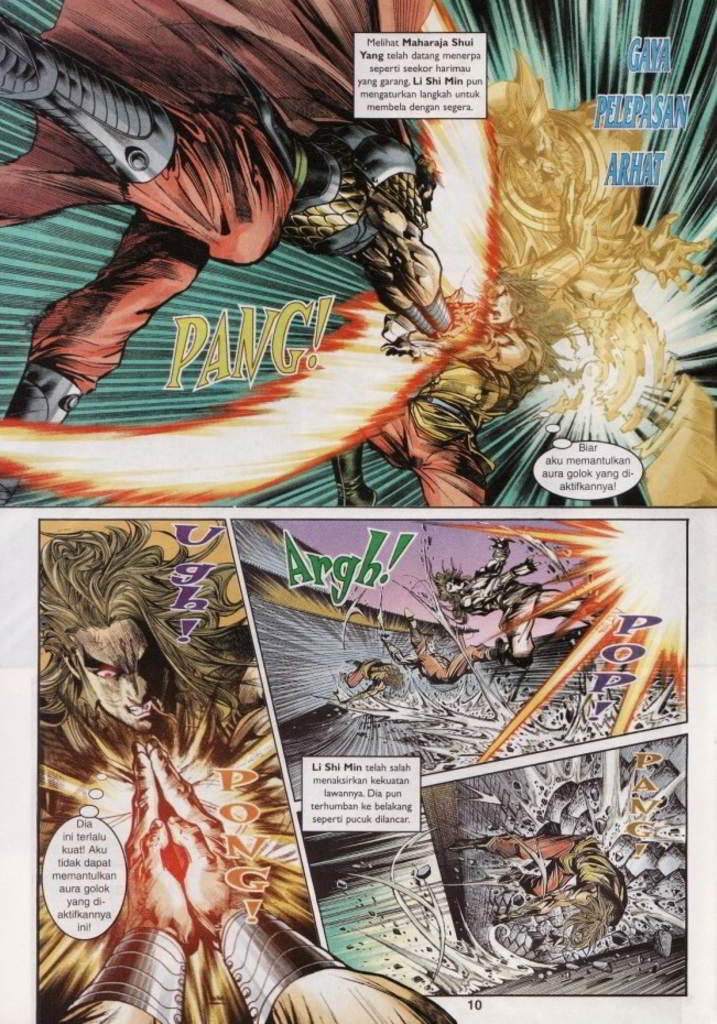 Melihat Maharaja Shui
Yang telah datang menerpa
seperti seekor harimau
yang garang, Li Shi Min pun
mengaturkan langkah untuk
membela dengan segera.
GAYA
PELEPASAN
ARHAT
PANG!
Biar
aku memantulkan
aura golok yang di-
aktifkannya!
Ugh!
Dia
ini terlalu
kuat! Aku
tidak dapat
memantulkan
aura golok
yang di-
aktifkannya
ini!
PONG!
Argh!
POP!
Li Shi Min telah salah
menaksirkan kekuatan
lawannya. Dia pun
terhumban ke belakang
seperti pucuk dilancar.
PANG!
10